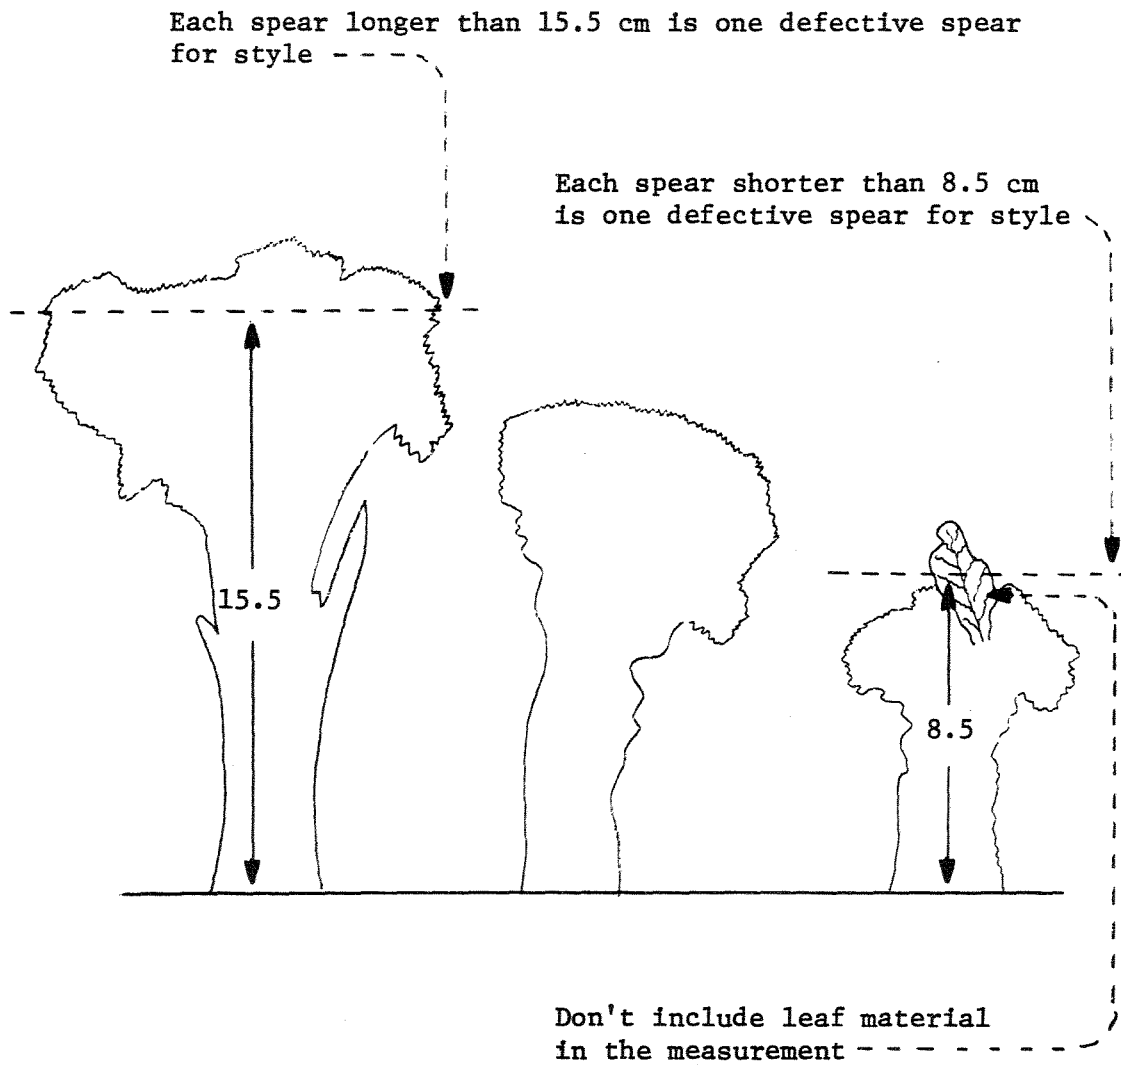 Each spear longer than 15.5 cm is one defective spear
for style
Each spear shorter than 8.5 cm
is one defective spear for style
15.5
8.5
Don't include leaf material
in the measurement